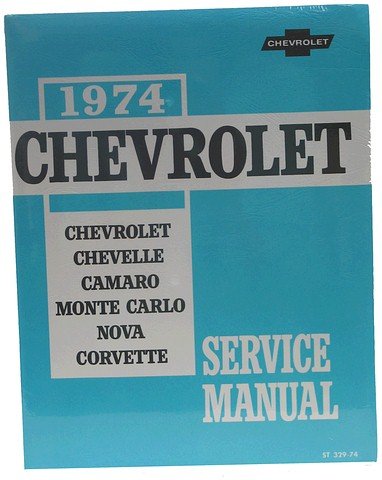 CHEVROLET
1974
CHEVROLET
CHEVROLET
CHEVELLE
CAMARO
MONTE CARLO
NOVA
CORVETTE
SERVICE
MANUAL
ST 329-74